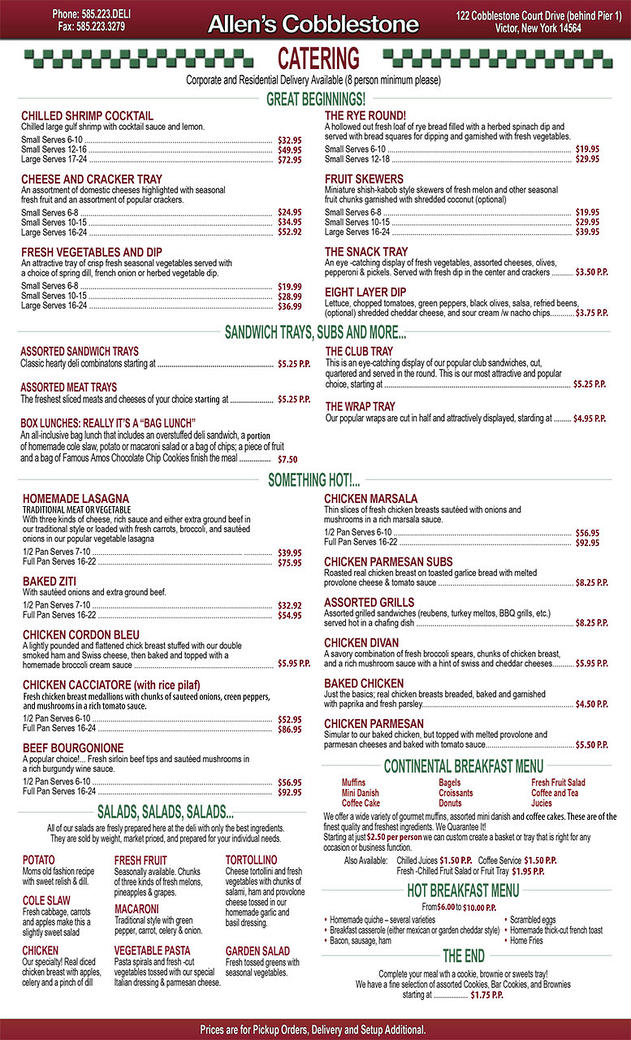 Phone: 585.223.DELI
Fax: 585.223.3279
Allen's Cobblestone
122 Cobblestone Court Drive (behind Pier 1)
Victor, New York 14564
CATERING
Corporate and Residential Delivery Available (8 person minimum please)
GREAT BEGINNINGS!
CHILLED SHRIMP COCKTAIL
Chilled large gulf shrimp with cocktail sauce and lemon.
Small Serves 6-10 $32.95
Small Serves 12-16 $49.95
Large Serves 17-24 $72.95
CHEESE AND CRACKER TRAY
An assortment of domestic cheeses highlighted with seasonal
fresh fruit and an assortment of popular crackers.
Small Serves 6-8 $24.95
Small Serves 10-15 $34.95
Large Serves 16-24 $52.92
FRESH VEGETABLES AND DIP
An attractive tray of crisp fresh seasonal vegetables served with
a choice of spring dill, french onion or herbed vegetable dip.
Small Serves 6-8 $19.99
Small Serves 10-15 $28.99
Large Serves 16-24 $36.99
THE RYE ROUND!
A hollowed out fresh loaf of rye bread filled with a herbed spinach dip and
served with bread squares for dipping and garnished with fresh vegetables.
Small Serves 6-10 $19.95
Small Serves 12-18 $29.95
FRUIT SKEWERS
Miniature shish-kabob style skewers of fresh melon and other seasonal
fruit chunks garnished with shredded coconut (optional)
Small Serves 6-8 $19.95
Small Serves 10-15 $29.95
Large Serves 16-24 $39.95
THE SNACK TRAY
An eye -catching display of fresh vegetables, assorted cheeses, olives,
pepperoni & pickels. Served with fresh dip in the center and crackers $3.50 P.P.
EIGHT LAYER DIP
Lettuce, chopped tomatoes, green peppers, black olives, salsa, refried beens,
(optional) shredded cheddar cheese, and sour cream /w nacho chips $3.75 P.P.
SANDWICH TRAYS, SUBS AND MORE...
ASSORTED SANDWICH TRAYS
Classic hearty deli combinatons starting at $5.25 P.P.
ASSORTED MEAT TRAYS
The freshest sliced meats and cheeses of your choice starting at $5.25 P.P.
BOX LUNCHES: REALLY IT'S A "BAG LUNCH"
An all-inclusive bag lunch that includes an overstuffed deli sandwich, a portion
of homemade cole slaw, potato or macaroni salad or a bag of chips; a piece of fruit
and a bag of Famous Amos Chocolate Chip Cookies finish the meal $7.50
THE CLUB TRAY
This is an eye-catching display of our popular club sandwiches, cut,
quartered and served in the round. This is our most attractive and popular
choice, starting at $5.25 P.P.
THE WRAP TRAY
Our popular wraps are cut in half and attractively displayed, starding at $4.95 P.P.
SOMETHING HOT!...
HOMEMADE LASAGNA
TRADITIONAL MEAT OR VEGETABLE
With three kinds of cheese, rich sauce and either extra ground beef in
our traditional style or loaded with fresh carrots, broccoli, and sautéed
onions in our popular vegetable lasagna
1/2 Pan Serves 7-10 $39.95
Full Pan Serves 16-22 $75.95
BAKED ZITI
With sautéed onions and extra ground beef.
1/2 Pan Serves 7-10 $32.92
Full Pan Serves 16-22 $54.95
CHICKEN CORDON BLEU
A lightly pounded and flattened chick breast stuffed with our double
smoked ham and Swiss cheese, then baked and topped with a
homemade broccoli cream sauce $5.95 P.P.
CHICKEN CACCIATORE (with rice pilaf)
Fresh chicken breast medallions with chunks of sauteed onions, creen peppers,
and mushrooms in a rich tomato sauce.
1/2 Pan Serves 6-10 $52.95
Full Pan Serves 16-24 $86.95
BEEF BOURGONIONE
A popular choice!... Fresh sirloin beef tips and sautéed mushrooms in
a rich burgundy wine sauce.
1/2 Pan Serves 6-10 $56.95
Full Pan Serves 16-24 $92.95
CHICKEN MARSALA
Thin slices of fresh chicken breasts sautéed with onions and
mushrooms in a rich marsala sauce.
1/2 Pan Serves 6-10 $56.95
Full Pan Serves 16-22 $92.95
CHICKEN PARMESAN SUBS
Roasted real chicken breast on toasted garlice bread with melted
provolone cheese & tomato sauce $8.25 P.P.
ASSORTED GRILLS
Assorted grilled sandwiches (reubens, turkey meltos, BBQ grills, etc.)
served hot in a chafing dish $8.25 P.P.
CHICKEN DIVAN
A savory combination of fresh broccoli spears, chunks of chicken breast,
and a rich mushroom sauce with a hint of swiss and cheddar cheeses $5.95 P.P.
BAKED CHICKEN
Just the basics; real chicken breasts breaded, baked and garnished
with paprika and fresh parsley $4.50 P.P.
CHICKEN PARMESAN
Simular to our baked chicken, but topped with melted provolone and
parmesan cheeses and baked with tomato sauce $5.50 P.P.
SALADS, SALADS, SALADS...
All of our salads are fresly prepared here at the deli with only the best ingredients.
They are sold by weight, market priced, and prepared for your individual needs.
POTATO
Moms old fashion recipe
with sweet relish & dill.
COLE SLAW
Fresh cabbage, carrots
and apples make this a
slightly sweet salad
CHICKEN
Our specialty! Real diced
chicken breast with apples,
celery and a pinch of dill
FRESH FRUIT
Seasonally available. Chunks
of three kinds of fresh melons,
pineapples & grapes.
MACARONI
Traditional style with green
pepper, carrot, celery & onion.
VEGETABLE PASTA
Pasta spirals and fresh -cut
vegetables tossed with our special
Italian dressing & parmesan cheese.
TORTOLLINO
Cheese tortollini and fresh
vegetables with chunks of
salami, ham and provolone
cheese tossed in our
homemade garlic and
basil dressing.
GARDEN SALAD
Fresh tossed greens with
seasonal vegetables.
CONTINENTAL BREAKFAST MENU
Muffins Bagels Fresh Fruit Salad
Mini Danish Croissants Coffee and Tea
Coffee Cake Donuts Jucies
We offer a wide variety of gourmet muffins, assorted mini danish and coffee cakes. These are of the
finest quality and freshest ingredients. We Quarantee It!
Starting at just $2.50 per person we can custom create a basket or tray that is right for any
occasion or business function.
Also Available: Chilled Juices $1.50 P.P. Coffee Service $1.50 P.P.
Fresh -Chilled Fruit Salad or Fruit Tray $1.95 P.P.
HOT BREAKFAST MENU
From $6.00 to $10.00 P.P.
• Homemade quiche – several varieties
• Breakfast casserole (either mexican or garden cheddar style)
• Bacon, sausage, ham
• Scrambled eggs
• Homemade thick-cut french toast
• Home Fries
THE END
Complete your meal wth a cookie, brownie or sweets tray!
We have a fine selection of assorted Cookies, Bar Cookies, and Brownies
starting at $1.75 P.P.
Prices are for Pickup Orders, Delivery and Setup Additional.